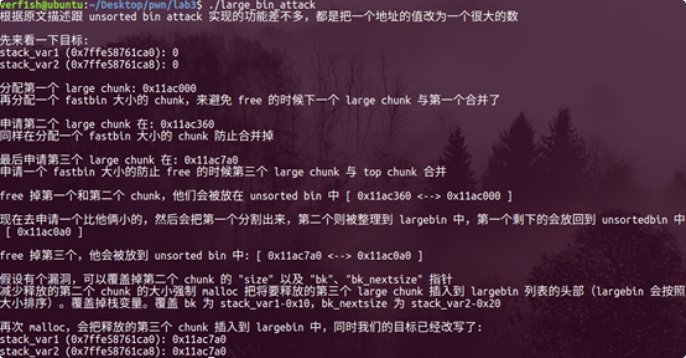 verf1sh@ubuntu:~/Desktop/pwn/lab3$ ./large_bin_attack
根据原文描述跟 unsorted bin attack 实现的功能差不多，都是把一个地址的值改为一个很大的数
先来看一下目标:
stack_var1 (0x7ffe58761ca0): 0
stack_var2 (0x7ffe58761ca8): 0
分配第一个 large chunk: 0x11ac000
再分配一个 fastbin 大小的 chunk，来避免 free 的时候下一个 large chunk 与第一个合并了
申请第二个 large chunk 在: 0x11ac360
同样在分配一个 fastbin 大小的 chunk 防止合并掉
最后申请第三个 large chunk 在: 0x11ac7a0
申请一个 fastbin 大小的防止 free 的时候第三个 large chunk 与 top chunk 合并
free 掉第一个和第二个 chunk，他们会被放在 unsorted bin 中 [ 0x11ac360 <--> 0x11ac000 ]
现在去申请一个比他俩小的，然后会把第一个分割出来，第二个则被整理到 largebin 中，第一个剩下的会放回到 unsortedbin 中
[ 0x11ac0a0 ]
free 掉第三个，他会被放到 unsorted bin 中: [ 0x11ac7a0 <--> 0x11ac0a0 ]
假设有个漏洞，可以覆盖掉第二个 chunk 的 "size" 以及 "bk"、"bk_nextsize" 指针
减少释放的第二个 chunk 的大小强制 malloc 把将要释放的第三个 large chunk 插入到 largebin 列表的头部（largebin 会按照
大小排序）。覆盖掉栈变量。覆盖 bk 为 stack_var1-0x10，bk_nextsize 为 stack_var2-0x20
再次 malloc，会把释放的第三个 chunk 插入到 largebin 中，同时我们的目标已经改写了:
stack_var1 (0x7ffe58761ca0): 0x11ac7a0
stack_var2 (0x7ffe58761ca8): 0x11ac7a0